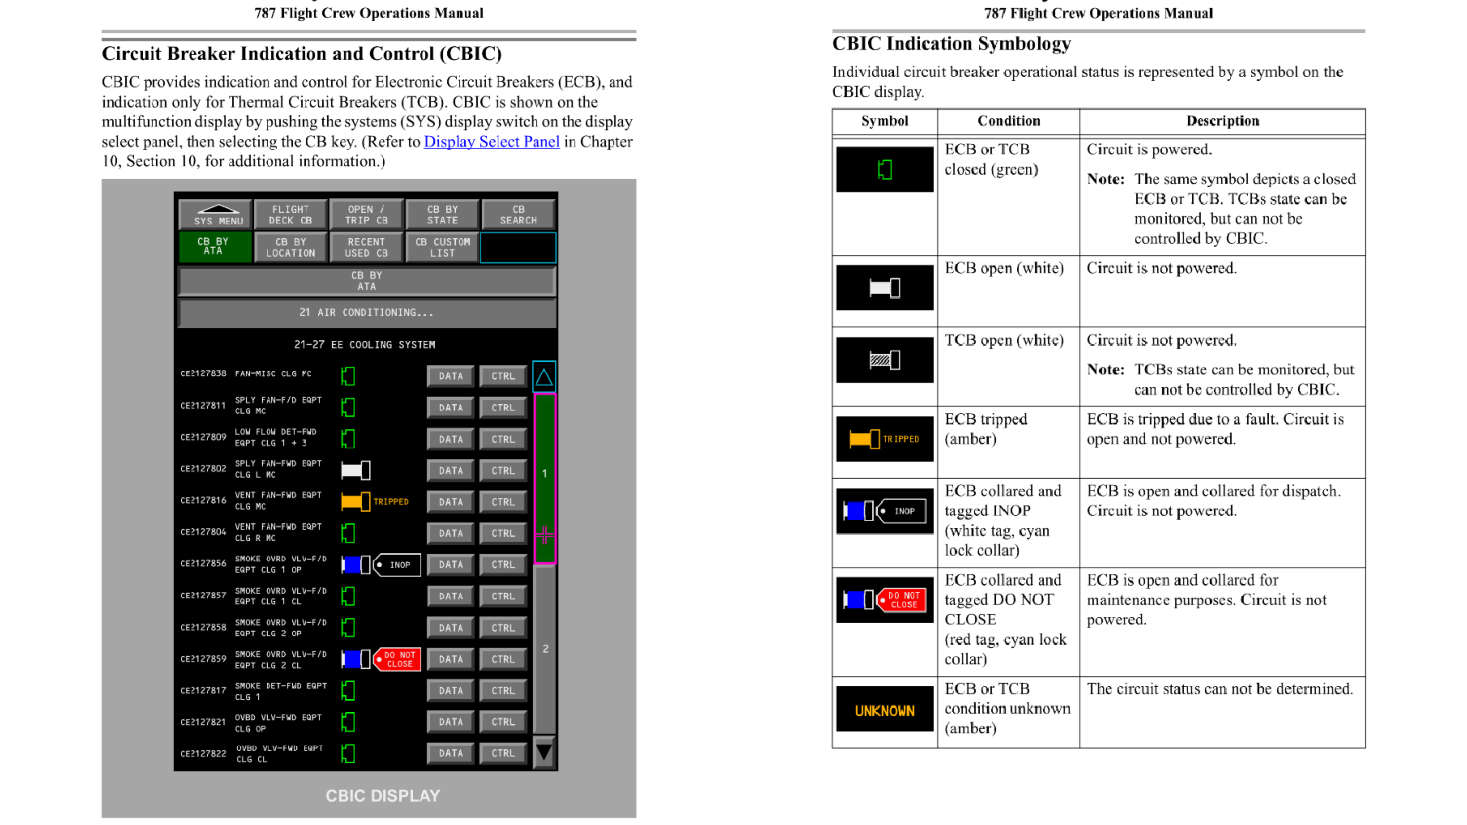 787 Flight Crew Operations Manual
Circuit Breaker Indication and Control (CBIC)
CBIC provides indication and control for Electronic Circuit Breakers (ECB), and
indication only for Thermal Circuit Breakers (TCB). CBIC is shown on the
multifunction display by pushing the systems (SYS) display switch on the display
select panel, then selecting the CB key. (Refer to Display Select Panel in Chapter
10, Section 10, for additional information.)
SYS MENU
FLIGHT
DECK CB
OPEN /
TRIP CB
CB BY
STATE
CB
SEARCH
CB BY
ATA
CB BY
LOCATION
RECENT
USED CB
CB CUSTOM
LIST
CB BY
ATA
21 AIR CONDITIONING...
21-27 EE COOLING SYSTEM
CE2127838 FAN-MISC CLG MC DATA CTRL
CE2127811 SPLY FAN-F/D EQPT
CLG MC DATA CTRL
CE2127809 LOW FLOW DET-FWD
EQPT CLG 1 + 3 DATA CTRL
CE2127802 SPLY FAN-FWD EQPT
CLG L MC DATA CTRL
1
CE2127816 VENT FAN-FWD EQPT
CLG MC TRIPPED DATA CTRL
CE2127804 VENT FAN-FWD EQPT
CLG R MC DATA CTRL
CE2127856 SMOKE OVRD VLV-F/D
EQPT CLG 1 OP INOP DATA CTRL
CE2127857 SMOKE OVRD VLV-F/D
EQPT CLG 1 CL DATA CTRL
CE2127858 SMOKE OVRD VLV-F/D
EQPT CLG 2 OP DATA CTRL
2
CE2127859 SMOKE OVRD VLV-F/D
EQPT CLG 2 CL DO NOT
CLOSE DATA CTRL
CE2127817 SMOKE DET-FWD EQPT
CLG 1 DATA CTRL
CE2127821 OVBD VLV-FWD EQPT
CLG OP DATA CTRL
CE2127822 OVBD VLV-FWD EQPT
CLG CL DATA CTRL
CBIC DISPLAY
787 Flight Crew Operations Manual
CBIC Indication Symbology
Individual circuit breaker operational status is represented by a symbol on the
CBIC display.
Symbol Condition Description
ECB or TCB
closed (green)
Circuit is powered.
Note: The same symbol depicts a closed
ECB or TCB. TCBs state can be
monitored, but can not be
controlled by CBIC.
ECB open (white)
Circuit is not powered.
TCB open (white)
Circuit is not powered.
Note: TCBs state can be monitored, but
can not be controlled by CBIC.
TRIPPED
ECB tripped
(amber)
ECB is tripped due to a fault. Circuit is
open and not powered.
INOP
ECB collared and
tagged INOP
(white tag, cyan
lock collar)
ECB is open and collared for dispatch.
Circuit is not powered.
DO NOT
CLOSE
ECB collared and
tagged DO NOT
CLOSE
(red tag, cyan lock
collar)
ECB is open and collared for
maintenance purposes. Circuit is not
powered.
UNKNOWN
ECB or TCB
condition unknown
(amber)
The circuit status can not be determined.